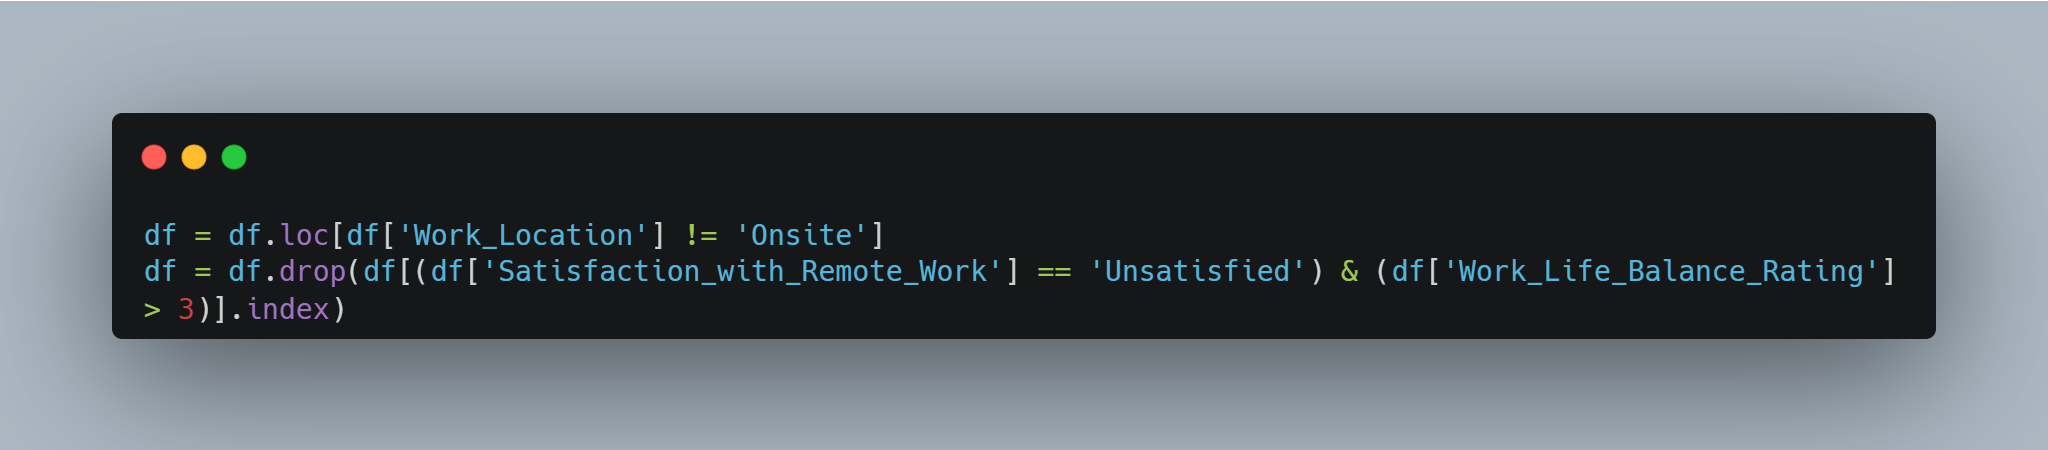 df = df.loc[df['Work_Location'] != 'Onsite']
df = df.drop(df[(df['Satisfaction_with_Remote_Work'] == 'Unsatisfied') & (df['Work_Life_Balance_Rating']
> 3)].index)